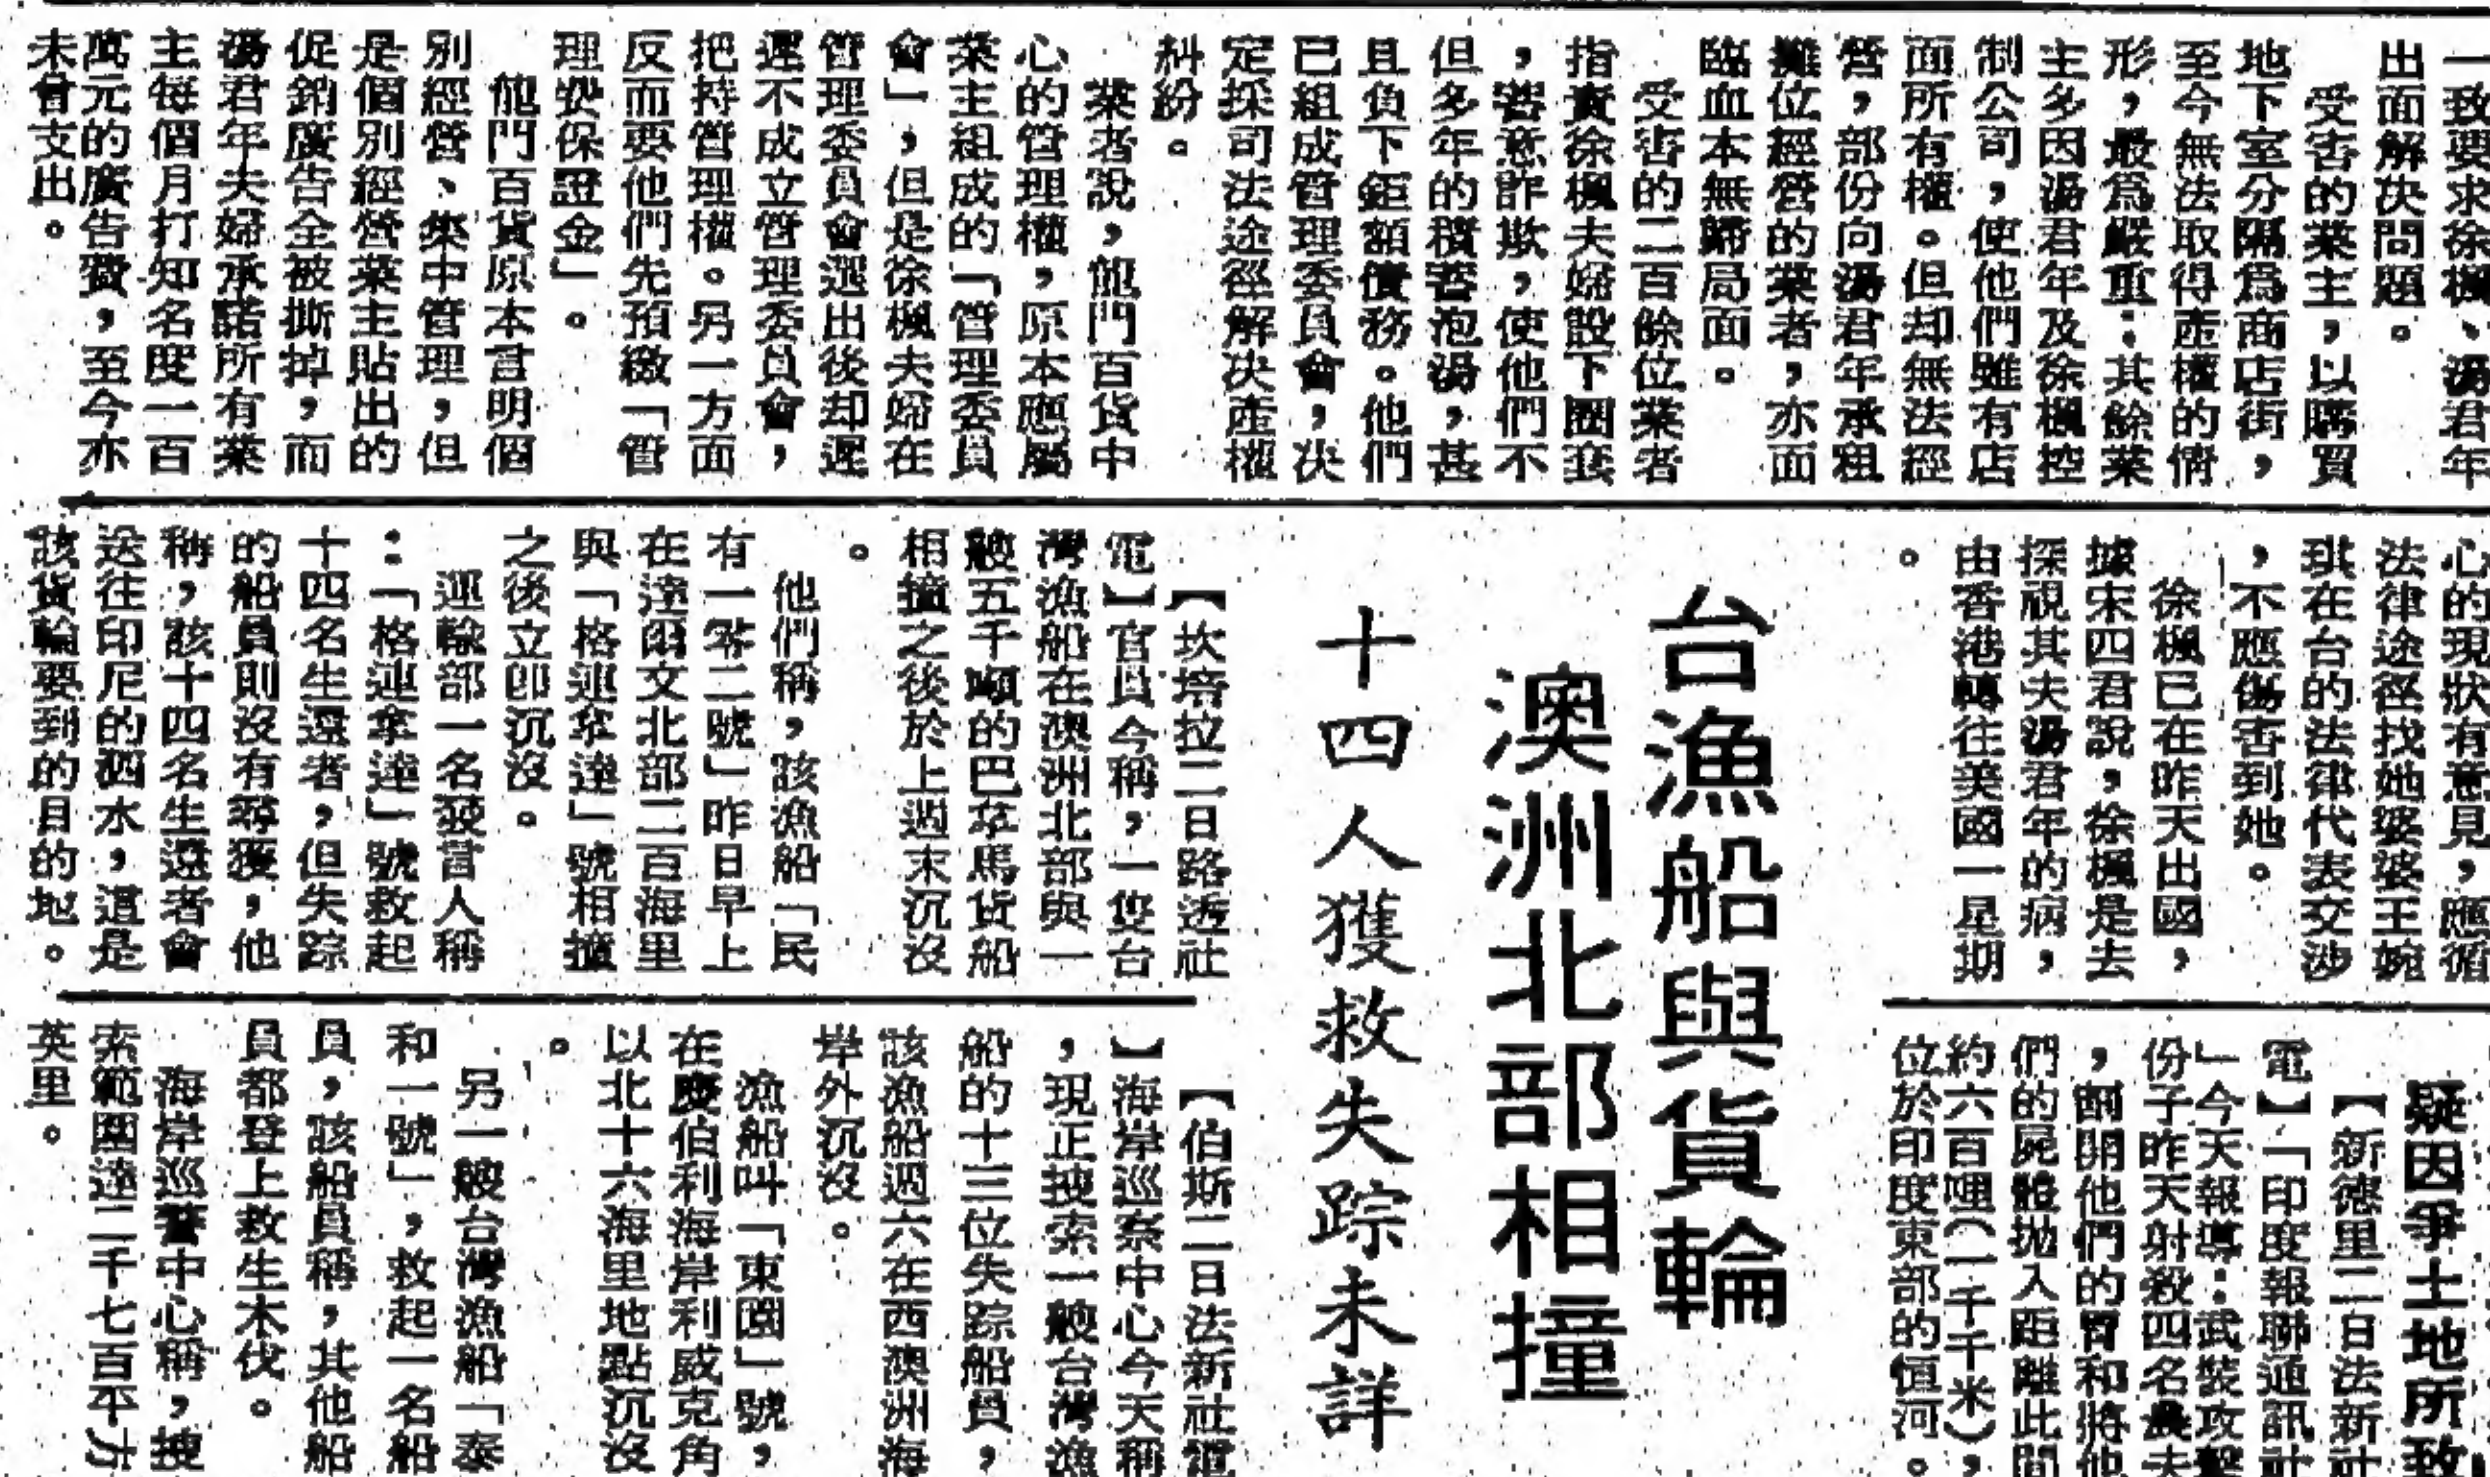 一致要求徐楓、湯君年
出面解决問題。
受害的業主，以購買
地下室分隔爲商店街，
至今無法取得產權的情
形，最爲嚴重：其餘業
主多因湯君年及徐楓控
制公司，使他們雖有店
面所有權。但却無法經
營，部份向湯君年承租
攤位經營的業者，亦面
臨血本無歸局面。
受害的二百餘位業者
指責徐楓夫婦設下圈套
，蓄意詐欺，使他們不
但多年的積蓄泡湯，甚
且負下鉅額債務。他們
已組成管理委員會，决
定採司法途徑解决產權
糾紛。
業者說，龍門百貨中
心的管理權，原本應屬
業主組成的「管理委員
會」，但是徐楓夫婦在
管理委員會選出後却遲
遲不成立管理委員會，
把持管理權。另一方面
反而要他們先預繳「管
理費保證金」。
龍門百貨原本言明個
別經營、集中管理，但
是個別經營業主貼出的
促銷廣告全被撕掉，而
湯君年夫婦承諾所有業
主每個月打知名度一百
萬元的廣告費，至今亦
未曾支出。
心的現狀有意見，應循
法律途徑找她婆婆王婉
琪在台的法律代表交涉
，不應傷害到她。
徐楓已在昨天出國，
據宋四君說，徐楓是去
探視其夫湯君年的病，
由香港轉往美國一星期
。
台漁船與貨輪
澳洲北部相撞
十四人獲救失踪未詳
【坎培拉二日路透社
電】官員今稱，一隻台
灣漁船在澳洲北部與一
艘五千噸的巴拿馬貨船
相撞之後於上週末沉沒
。
他們稱，該漁船「民
有一零二號」昨日早上
在達爾文北部二百海里
與「格連拿達」號相撞
之後立卽沉沒。
運輸部一名發言人稱
：「格連拿達」號救起
十四名生還者，但失踪
的船員則沒有尋獲，他
稱，該十四名生還者會
送往印尼的泗水，這是
該貨輪要到的目的地。
【伯斯二日法新社電
】海岸巡察中心今天稱
，現正搜索一艘台灣漁
船的十三位失踪船員，
該漁船週六在西澳洲海
岸外沉沒。
漁船叫「東園」號，
在慶伯利海岸利威克角
以北十六海里地點沉沒
。
另一艘台灣漁船「泰
和一號」，救起一名船
員，該船員稱，其他船
員都登上救生木伐。
海岸巡警中心稱，搜
索範圍達二千七百平方
英里。
疑因爭土地所致
【新德里二日法新社
電】「印度報聯通訊社
」今天報導：武裝攻擊
份子昨天射殺四名農夫
，剖開他們的胃和將他
們的屍體拋入距離此間
約六百哩（一千千米），
位於印度東部的恒河。